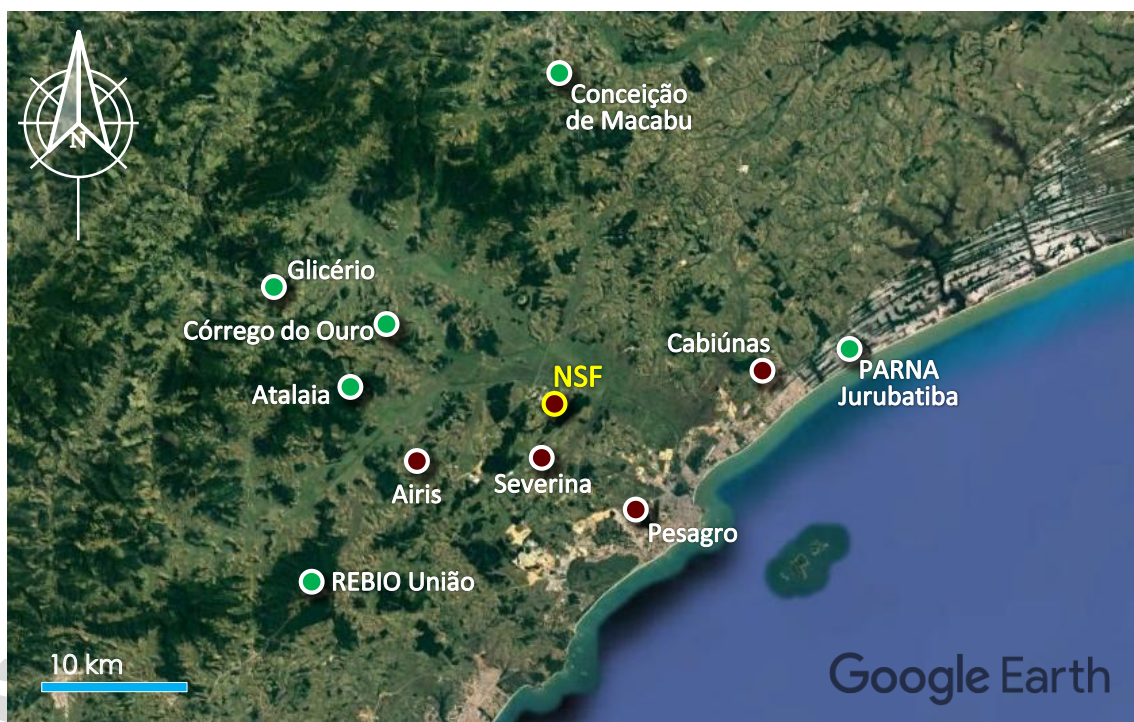 Conceição
de Macabu
N
Glicério
Córrego do Ouro
Cabiúnas
PARNA
Jurubatiba
NSF
Atalaia
Severina
Airis
Pesagro
REBIO União
10 km
Google Earth